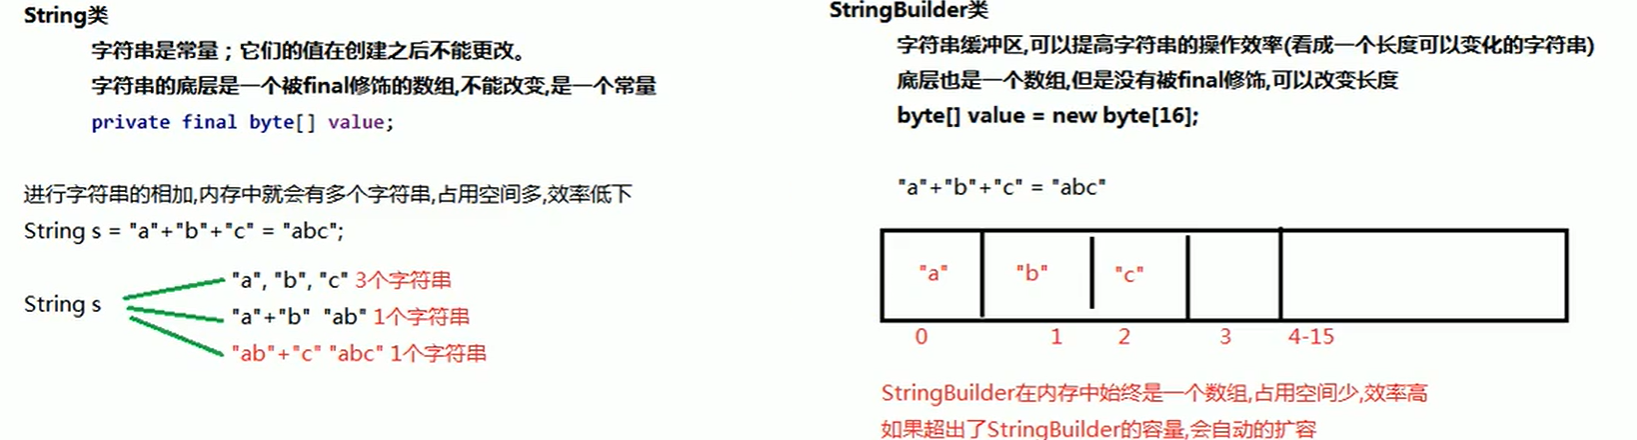 String类
字符串是常量；它们的值在创建之后不能更改。
字符串的底层是一个被final修饰的数组,不能改变,是一个常量
private final byte[] value;
进行字符串的相加,内存中就会有多个字符串,占用空间多,效率低下
String s = "a"+"b"+"c" = "abc";
String s
"a", "b", "c" 3个字符串
"a"+"b"  "ab" 1个字符串
"ab"+"c" "abc" 1个字符串
StringBuilder类
字符串缓冲区,可以提高字符串的操作效率(看成一个长度可以变化的字符串)
底层也是一个数组,但是没有被final修饰,可以改变长度
byte[] value = new byte[16];
"a"+"b"+"c" = "abc"
"a" "b" "c"
0 1 2 3 4-15
StringBuilder在内存中始终是一个数组,占用空间少,效率高
如果超出了StringBuilder的容量,会自动的扩容